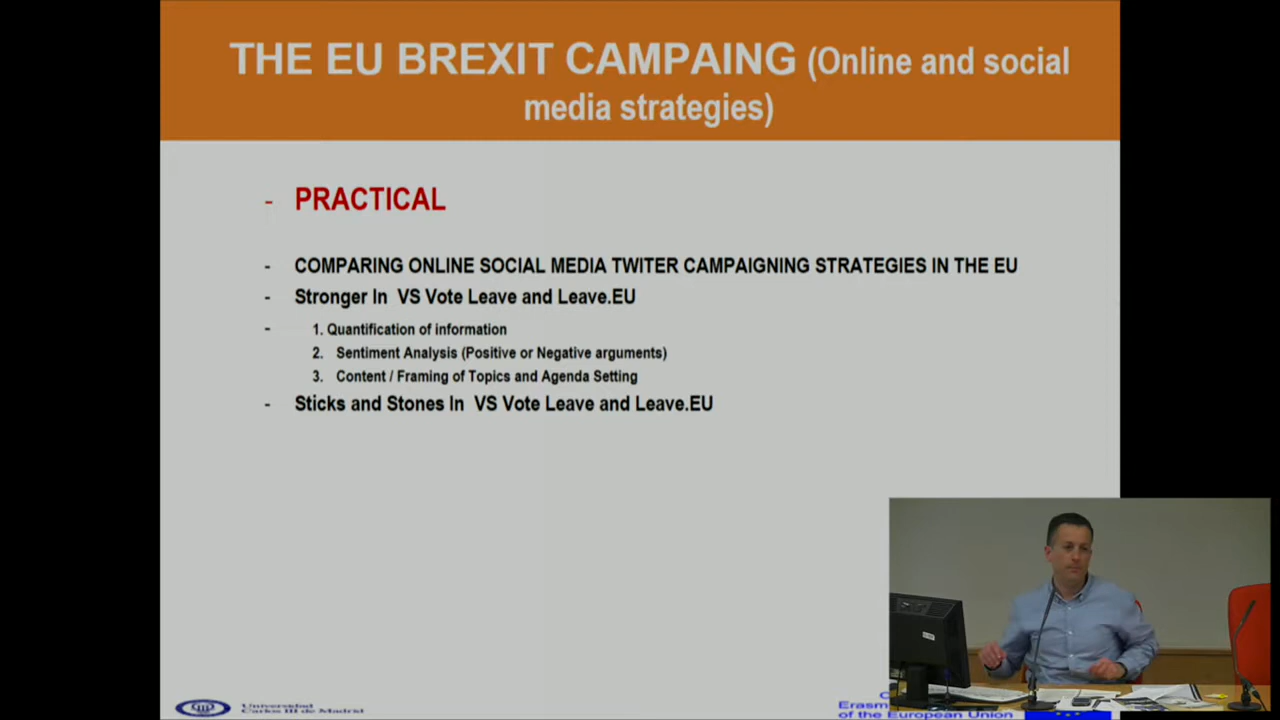 THE EU BREXIT CAMPAING (Online and social
media strategies)
- PRACTICAL
- COMPARING ONLINE SOCIAL MEDIA TWITER CAMPAIGNING STRATEGIES IN THE EU
- Stronger In VS Vote Leave and Leave.EU
- 1. Quantification of information
2. Sentiment Analysis (Positive or Negative arguments)
3. Content / Framing of Topics and Agenda Setting
- Sticks and Stones In VS Vote Leave and Leave.EU
Universidad
Carlos III de Madrid
of the European Union